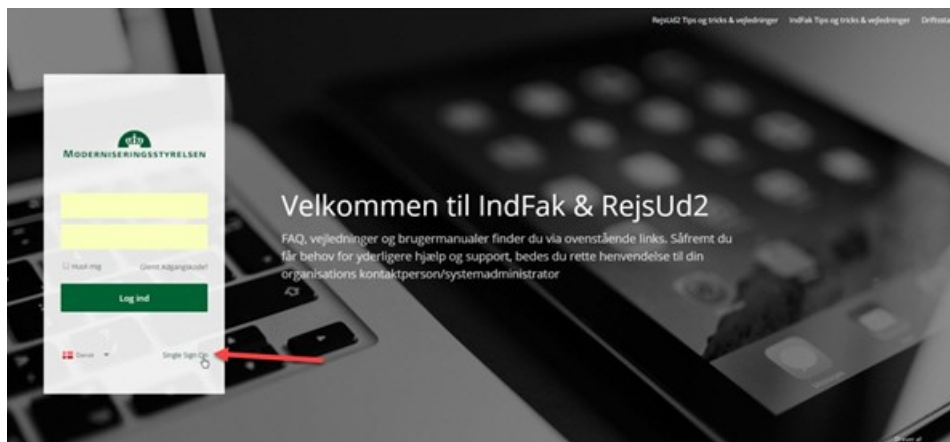 RejsUd2 Tips og tricks & vejledninger IndFak Tips og tricks & vejledninger
MODERNISERINGSSTYRELSEN
Velkommen til IndFak & RejsUd2
FAQ, vejledninger og brugermanualer finder du via ovenstående links. Såfremt du
får behov for yderligere hjælp og support, bedes du rette henvendelse til din
organisations kontaktperson/systemadministrator
Husk mig Glemt Adgangskode?
Log ind
Dansk Single Sign On